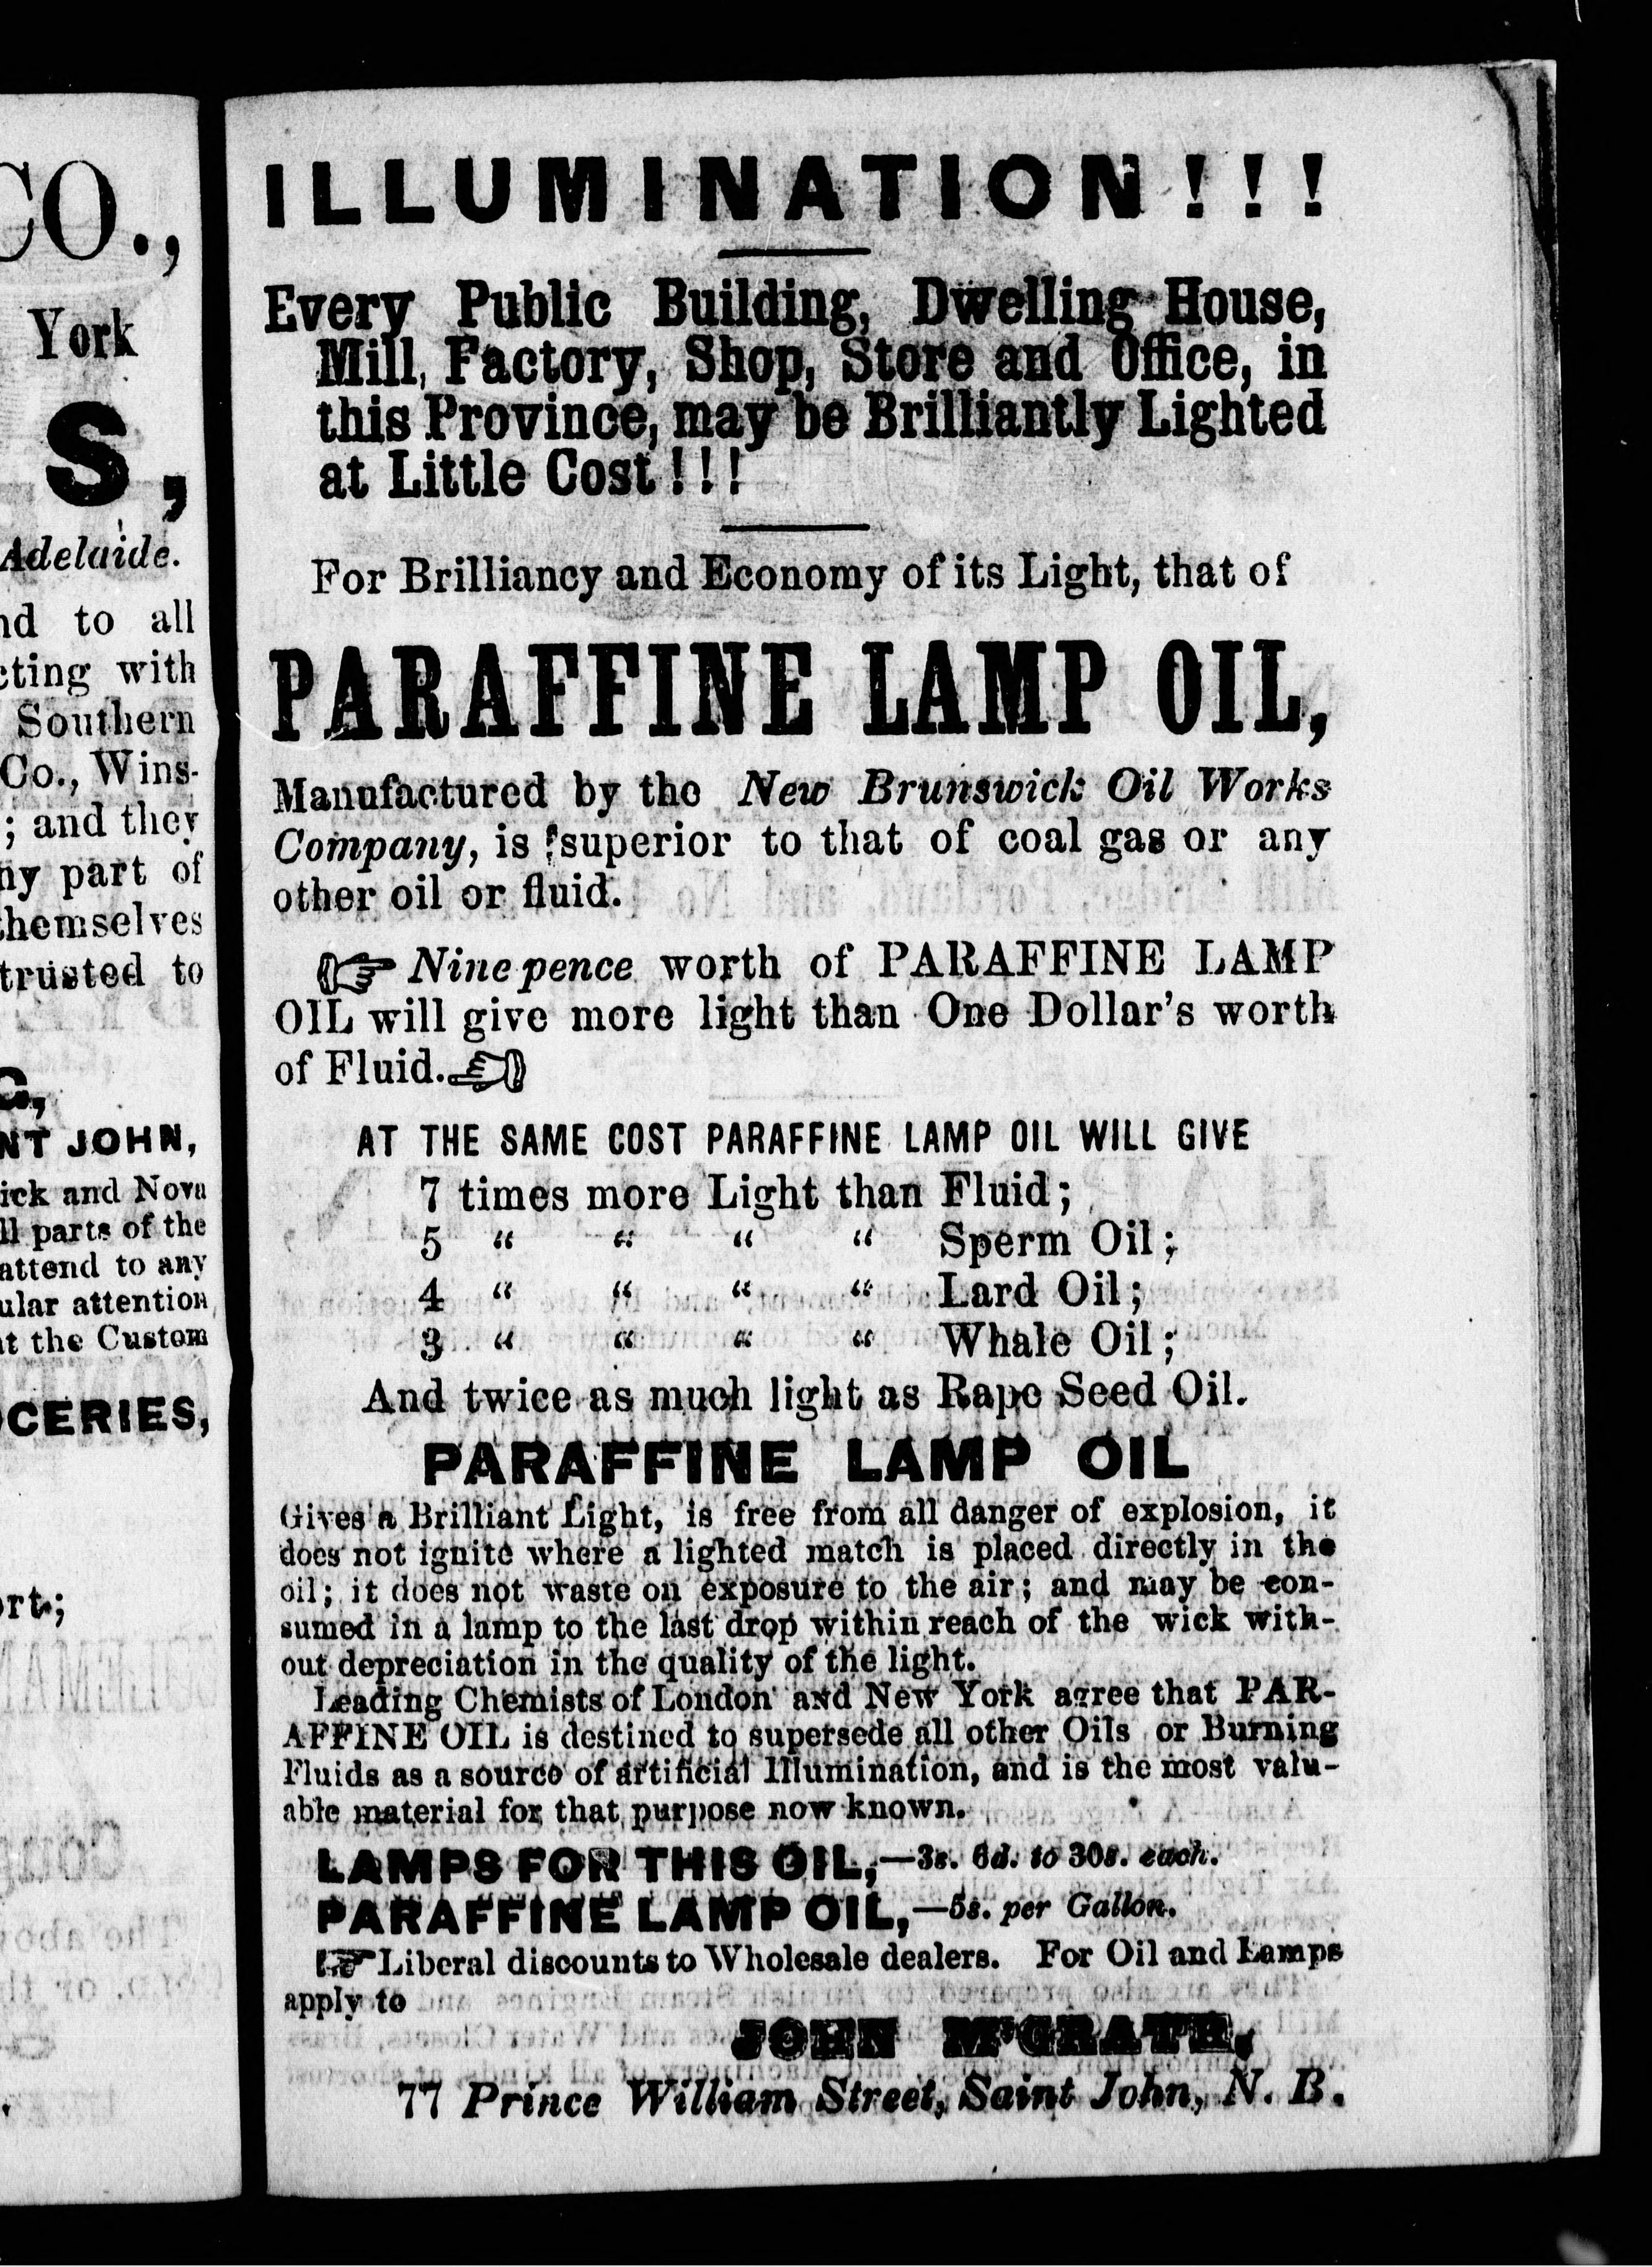 CO.,
York
S,
Adelaide.
nd to all
cting with
Southern
Co., Wins-
; and they
ny part of
themselves
trusted to
NT JOHN,
ick and Nova
ll parts of the
attend to any
ular attention
at the Custom
CERIES,
ort;
ILLUMINATION!!!
Every Public Building, Dwelling House,
Mill, Factory, Shop, Store and Office, in
this Province, may be Brilliantly Lighted
at Little Cost!!!
For Brilliancy and Economy of its Light, that of
PARAFFINE LAMP OIL,
Manufactured by the New Brunswick Oil Works
Company, is superior to that of coal gas or any
other oil or fluid.
☞ Nine pence worth of PARAFFINE LAMP
OIL will give more light than One Dollar's worth
of Fluid. ☜
AT THE SAME COST PARAFFINE LAMP OIL WILL GIVE
7 times more Light than Fluid;
5 “ “ “ “ Sperm Oil;
4 “ “ “ “ Lard Oil;
3 “ “ “ “ Whale Oil;
And twice as much light as Rape Seed Oil.
PARAFFINE LAMP OIL
Gives a Brilliant Light, is free from all danger of explosion, it
does not ignite where a lighted match is placed directly in the
oil; it does not waste on exposure to the air; and may be con-
sumed in a lamp to the last drop within reach of the wick with-
out depreciation in the quality of the light.
Leading Chemists of London and New York agree that PAR-
AFFINE OIL is destined to supersede all other Oils or Burning
Fluids as a source of artificial Illumination, and is the most valu-
able material for that purpose now known.
LAMPS FOR THIS OIL,—3s. 6d. to 30s. each.
PARAFFINE LAMP OIL,—5s. per Gallon.
☞ Liberal discounts to Wholesale dealers. For Oil and Lamps
apply to
JOHN M'GRATH,
77 Prince William Street, Saint John, N. B.